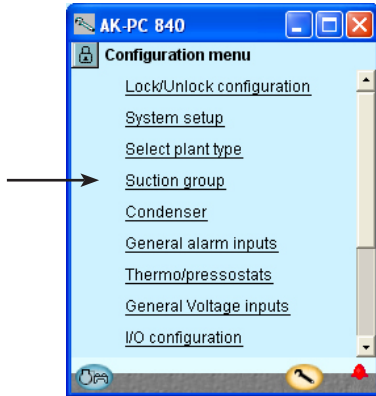 AK-PC 840
Configuration menu
Lock/Unlock configuration
System setup
Select plant type
Suction group
Condenser
General alarm inputs
Thermo/pressostats
General Voltage inputs
I/O configuration